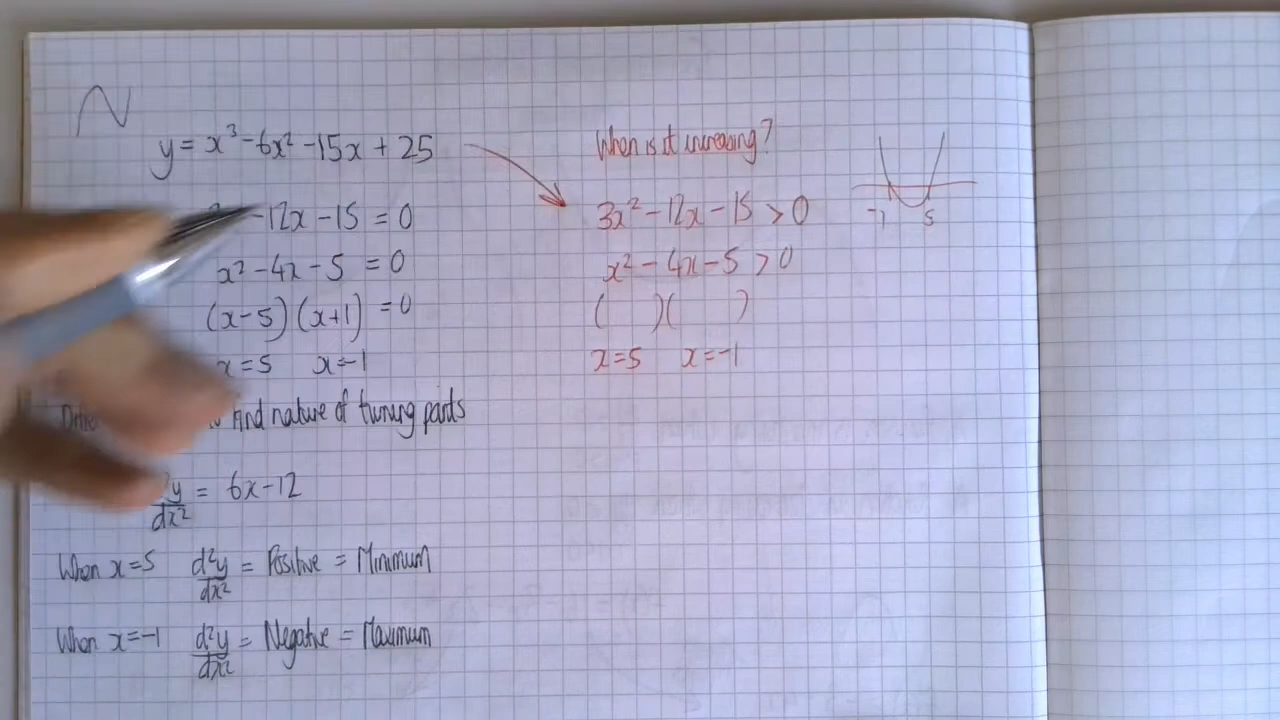 y = x³ - 6x² - 15x + 25
- 12x - 15 = 0
x² - 4x - 5 = 0
(x-5)(x+1) = 0
x=5 x=-1
find nature of turning points
y/dx² = 6x-12
When x=5 d²y/dx² = Positive = Minimum
When x=-1 d²y/dx² = Negative = Maximum
When is it increasing?
3x² - 12x - 15 > 0
x² - 4x - 5 > 0
( )( )
x=5 x=-1
-1 5